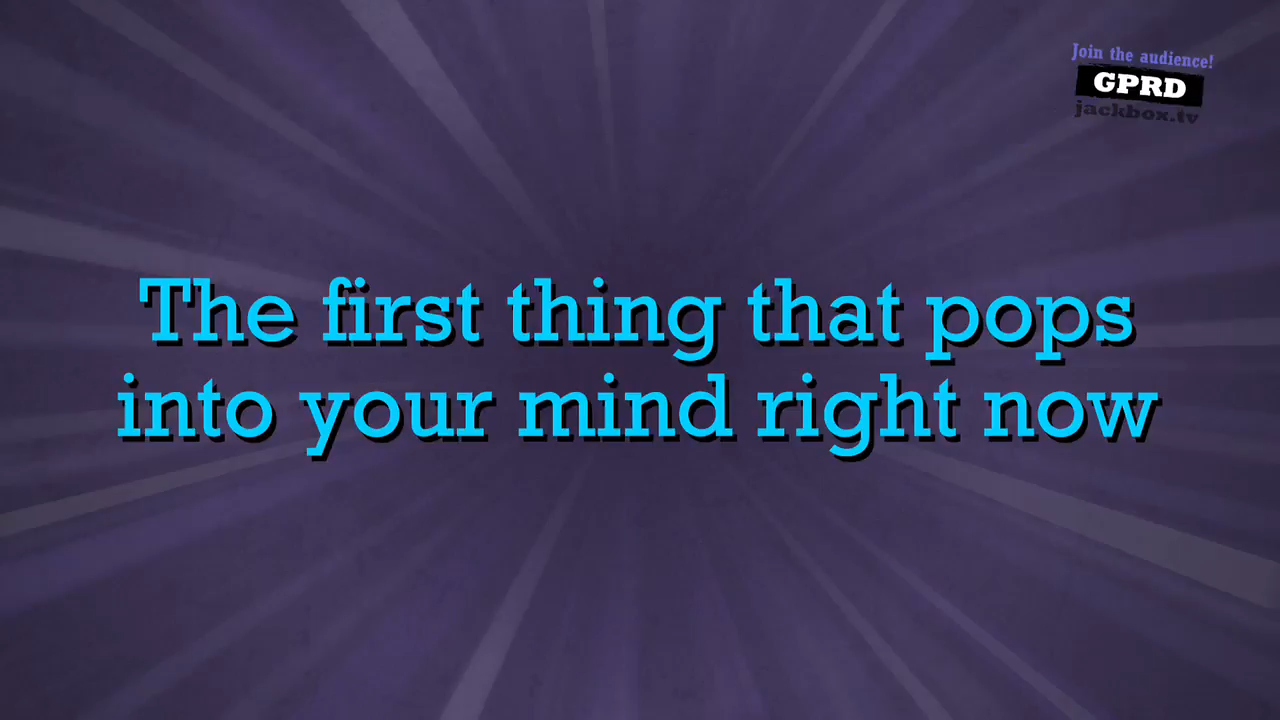 Join the audience!
GPRD
jackbox.tv
The first thing that pops
into your mind right now